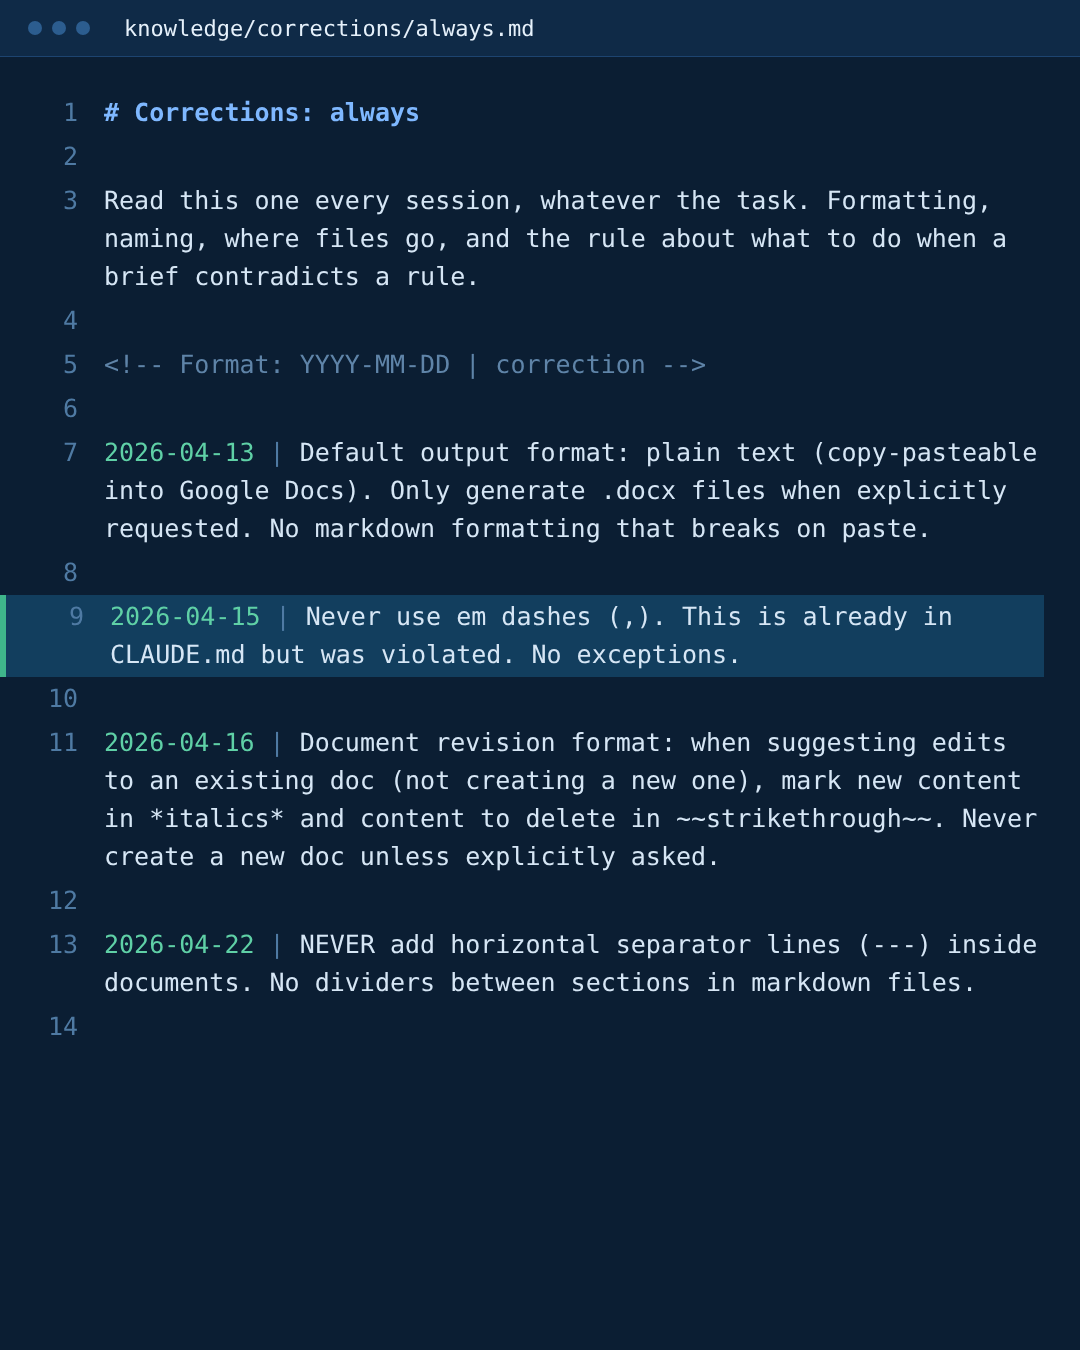 knowledge/corrections/always.md
1 # Corrections: always
2
3 Read this one every session, whatever the task. Formatting,
naming, where files go, and the rule about what to do when a
brief contradicts a rule.
4
5 <!-- Format: YYYY-MM-DD | correction -->
6
7 2026-04-13 | Default output format: plain text (copy-pasteable
into Google Docs). Only generate .docx files when explicitly
requested. No markdown formatting that breaks on paste.
8
9 2026-04-15 | Never use em dashes (,). This is already in
CLAUDE.md but was violated. No exceptions.
10
11 2026-04-16 | Document revision format: when suggesting edits
to an existing doc (not creating a new one), mark new content
in *italics* and content to delete in ~~strikethrough~~. Never
create a new doc unless explicitly asked.
12
13 2026-04-22 | NEVER add horizontal separator lines (---) inside
documents. No dividers between sections in markdown files.
14